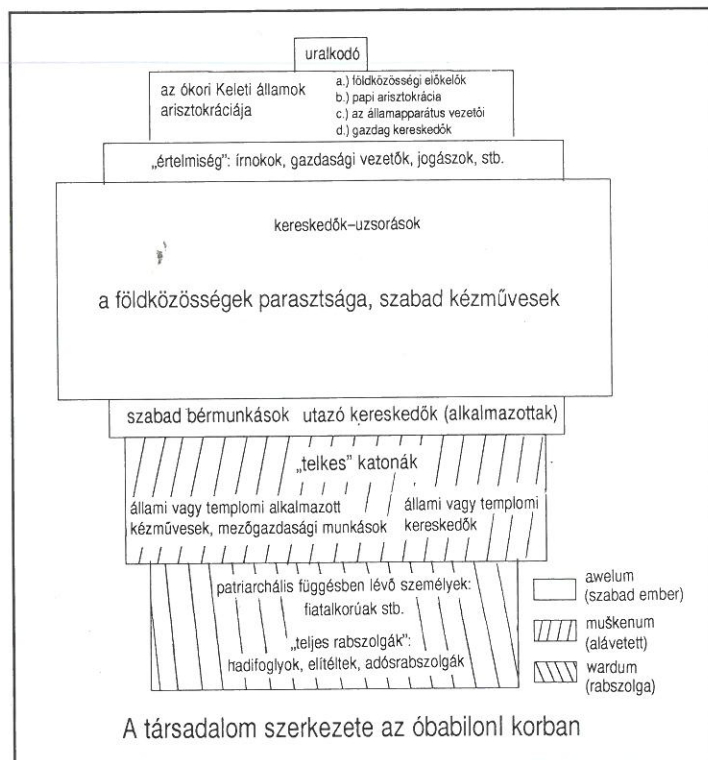 uralkodó
az ókori Keleti államok
arisztokráciája
a.) földközösségi előkelők
b.) papi arisztokrácia
c.) az államapparátus vezetői
d.) gazdag kereskedők
„értelmiség”: írnokok, gazdasági vezetők, jogászok, stb.
kereskedők–uzsorások
a földközösségek parasztsága, szabad kézművesek
szabad bérmunkások utazó kereskedők (alkalmazottak)
„telkes” katonák
állami vagy templomi alkalmazott
kézművesek, mezőgazdasági munkások
állami vagy templomi
kereskedők
patriarchális függésben lévő személyek:
fiatalkorúak stb.
„teljes rabszolgák”:
hadifoglyok, elítéltek, adósrabszolgák
awelum
(szabad ember)
muškenum
(alávetett)
wardum
(rabszolga)
A társadalom szerkezete az óbabilonI korban